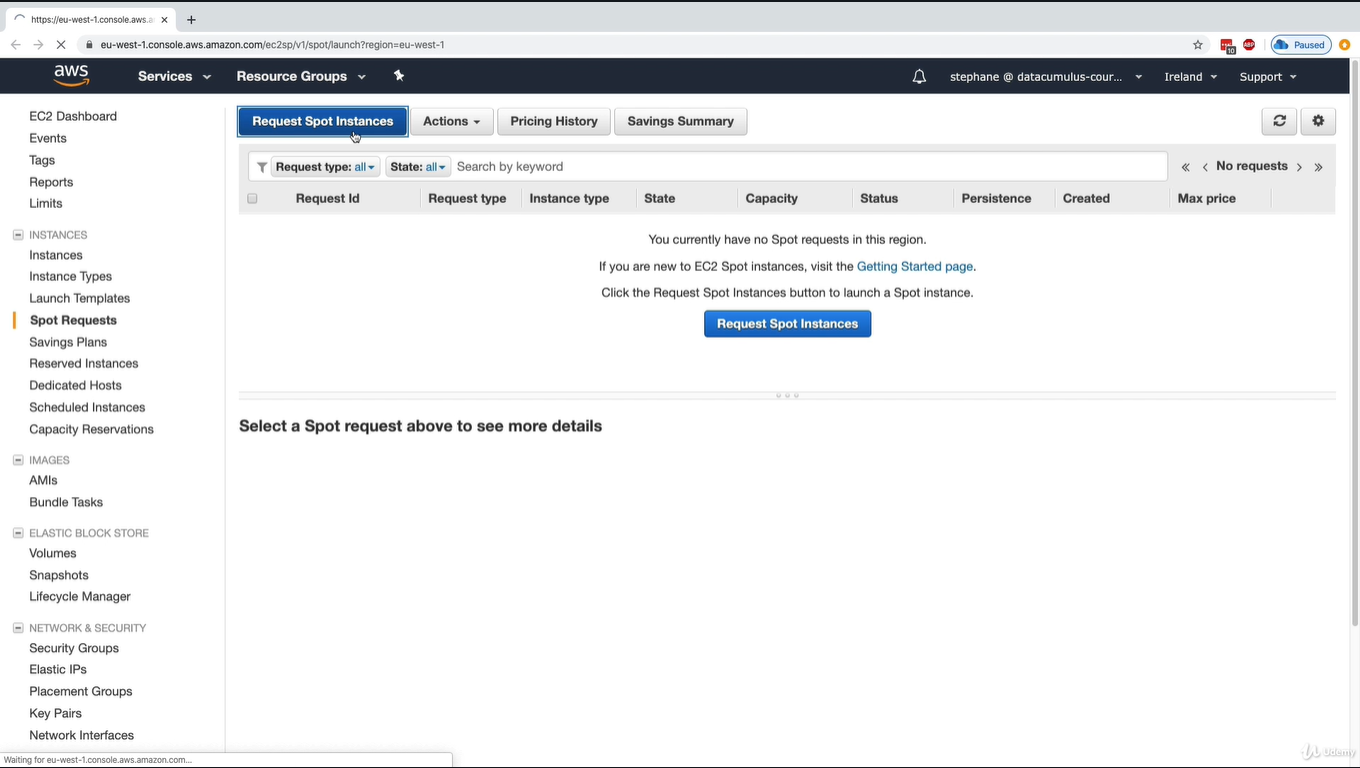 https://eu-west-1.console.aws.a
eu-west-1.console.aws.amazon.com/ec2sp/v1/spot/launch?region=eu-west-1
10
ABP
Paused
aws
Services
Resource Groups
stephane @ datacumulus-cour...
Ireland
Support
EC2 Dashboard
Events
Tags
Reports
Limits
INSTANCES
Instances
Instance Types
Launch Templates
Spot Requests
Savings Plans
Reserved Instances
Dedicated Hosts
Scheduled Instances
Capacity Reservations
IMAGES
AMIs
Bundle Tasks
ELASTIC BLOCK STORE
Volumes
Snapshots
Lifecycle Manager
NETWORK & SECURITY
Security Groups
Elastic IPs
Placement Groups
Key Pairs
Network Interfaces
Request Spot Instances Actions Pricing History Savings Summary
Request type: all State: all Search by keyword No requests
Request Id Request type Instance type State Capacity Status Persistence Created Max price
You currently have no Spot requests in this region.
If you are new to EC2 Spot instances, visit the Getting Started page.
Click the Request Spot Instances button to launch a Spot instance.
Request Spot Instances
Select a Spot request above to see more details
Waiting for eu-west-1.console.aws.amazon.com...
Udemy